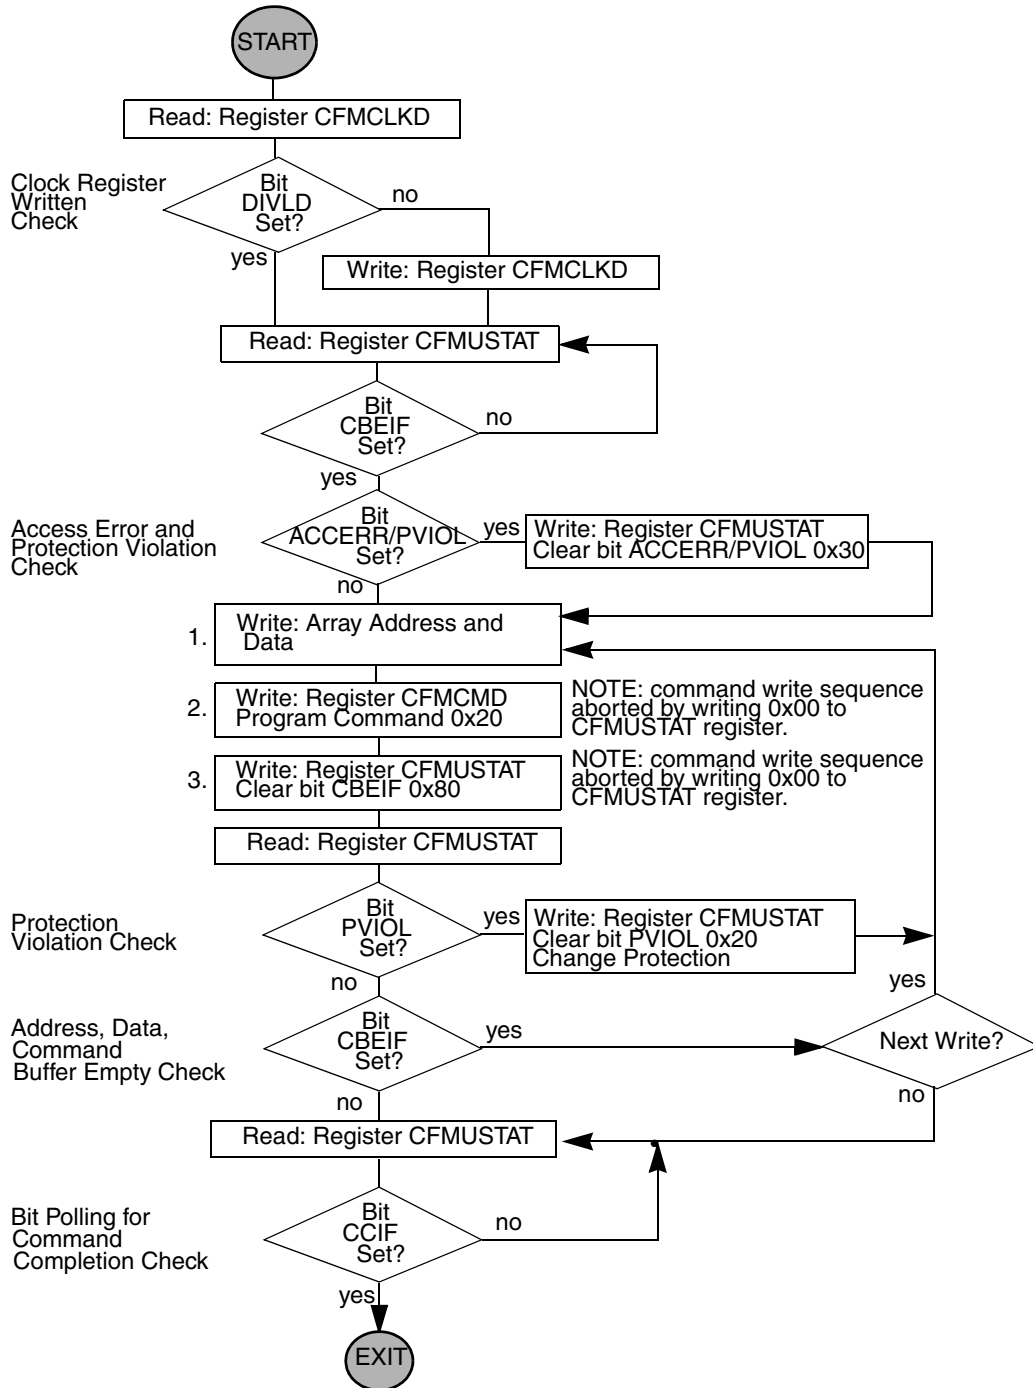 START
Read: Register CFMCLKD
Clock Register
Written
Check
Bit
DIVLD
Set?
no
yes
Write: Register CFMCLKD
Read: Register CFMUSTAT
Bit
CBEIF
Set?
no
yes
Access Error and
Protection Violation
Check
Bit
ACCERR/PVIOL
Set?
yes
Write: Register CFMUSTAT
Clear bit ACCERR/PVIOL 0x30
no
1.
Write: Array Address and
Data
2.
Write: Register CFMCMD
Program Command 0x20
NOTE: command write sequence
aborted by writing 0x00 to
CFMUSTAT register.
3.
Write: Register CFMUSTAT
Clear bit CBEIF 0x80
NOTE: command write sequence
aborted by writing 0x00 to
CFMUSTAT register.
Read: Register CFMUSTAT
Protection
Violation Check
Bit
PVIOL
Set?
yes
Write: Register CFMUSTAT
Clear bit PVIOL 0x20
Change Protection
no
yes
Address, Data,
Command
Buffer Empty Check
Bit
CBEIF
Set?
yes
Next Write?
no
no
Read: Register CFMUSTAT
Bit Polling for
Command
Completion Check
Bit
CCIF
Set?
no
yes
EXIT